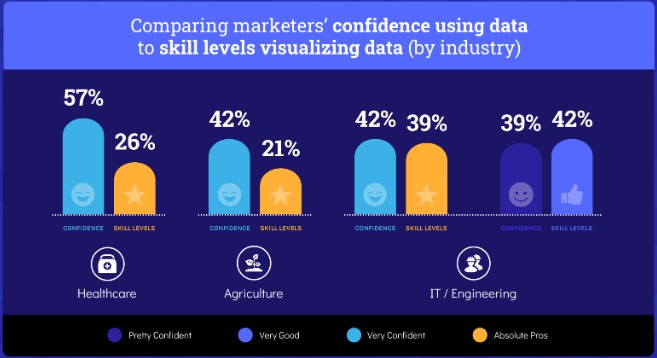 Comparing marketers' confidence using data
to skill levels visualizing data (by industry)
57%
26%
CONFIDENCE
SKILL LEVELS
Healthcare
42%
21%
CONFIDENCE
SKILL LEVELS
Agriculture
42%
39%
39%
42%
CONFIDENCE
SKILL LEVELS
CONFIDENCE
SKILL LEVELS
IT / Engineering
Pretty Confident
Very Good
Very Confident
Absolute Pros